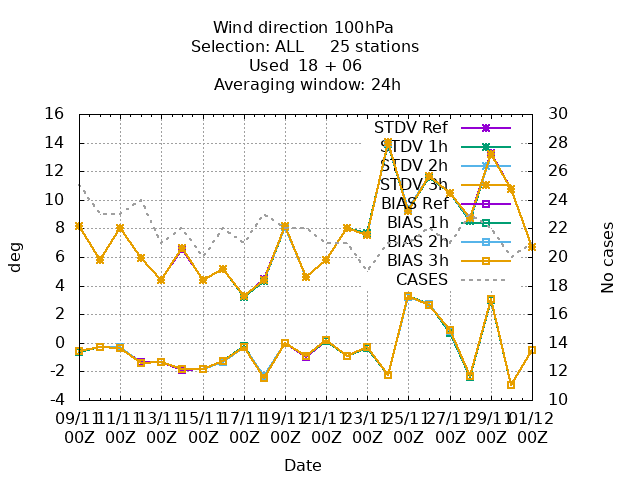 Wind direction 100hPa
Selection: ALL 25 stations
Used 18 + 06
Averaging window: 24h
16 30
14 28
12 26
10 24
8 22
6 20
4 18
2 16
0 14
-2 12
-4 10
deg
No cases
STDV Ref
STDV 1h
STDV 2h
STDV 3h
BIAS Ref
BIAS 1h
BIAS 2h
BIAS 3h
CASES
09/11 11/11 13/11 15/11 17/11 19/11 21/11 23/11 25/11 27/11 29/11 01/12
00Z 00Z 00Z 00Z 00Z 00Z 00Z 00Z 00Z 00Z 00Z 00Z
Date